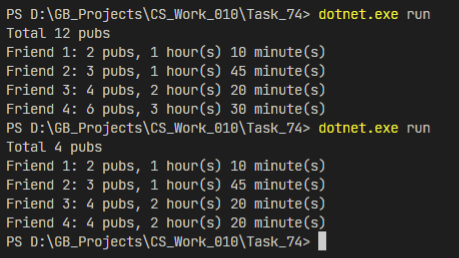 PS D:\GB_Projects\CS_Work_010\Task_74> dotnet.exe run
Total 12 pubs
Friend 1: 2 pubs, 1 hour(s) 10 minute(s)
Friend 2: 3 pubs, 1 hour(s) 45 minute(s)
Friend 3: 4 pubs, 2 hour(s) 20 minute(s)
Friend 4: 6 pubs, 3 hour(s) 30 minute(s)
PS D:\GB_Projects\CS_Work_010\Task_74> dotnet.exe run
Total 4 pubs
Friend 1: 2 pubs, 1 hour(s) 10 minute(s)
Friend 2: 3 pubs, 1 hour(s) 45 minute(s)
Friend 3: 4 pubs, 2 hour(s) 20 minute(s)
Friend 4: 4 pubs, 2 hour(s) 20 minute(s)
PS D:\GB_Projects\CS_Work_010\Task_74>